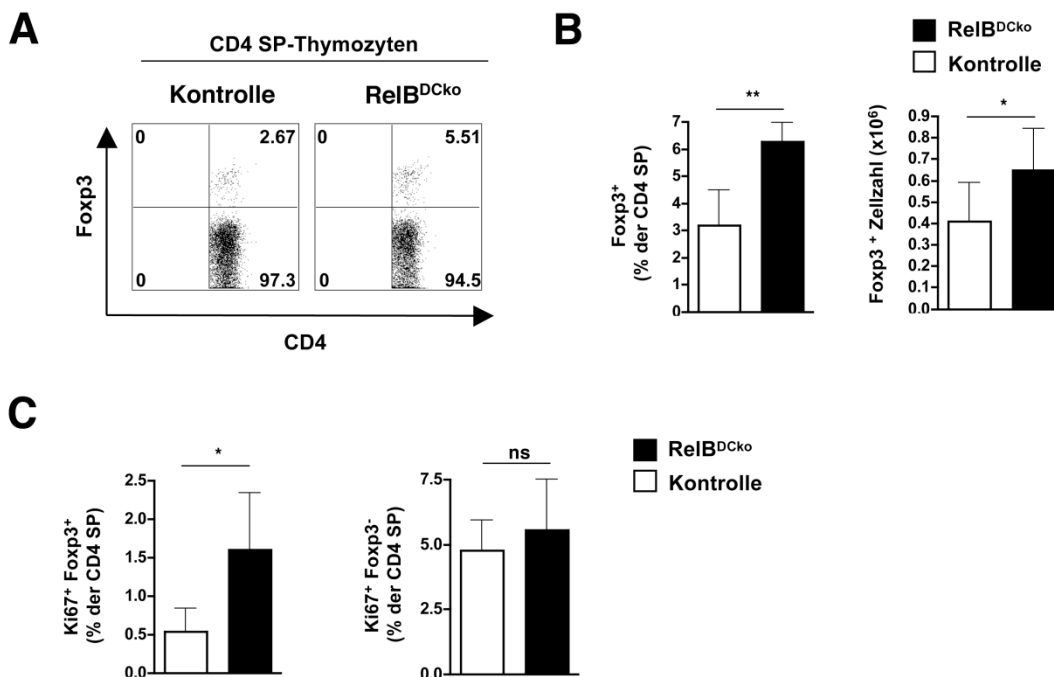 A
CD4 SP-Thymozyten
Kontrolle
RelB^DCko
0
2.67
0
97.3
0
5.51
0
94.5
Foxp3
CD4
B
RelB^DCko
Kontrolle
**
7
6
5
4
3
2
1
0
Foxp3⁺
(% der CD4 SP)
*
0.9
0.8
0.7
0.6
0.5
0.4
0.3
0.2
0.1
0.0
Foxp3 ⁺ Zellzahl (x10⁶)
C
*
2.5
2.0
1.5
1.0
0.5
0.0
Ki67⁺ Foxp3⁺
(% der CD4 SP)
ns
7.5
5.0
7.5
0.0
Ki67⁺ Foxp3⁻
(% der CD4 SP)
RelB^DCko
Kontrolle